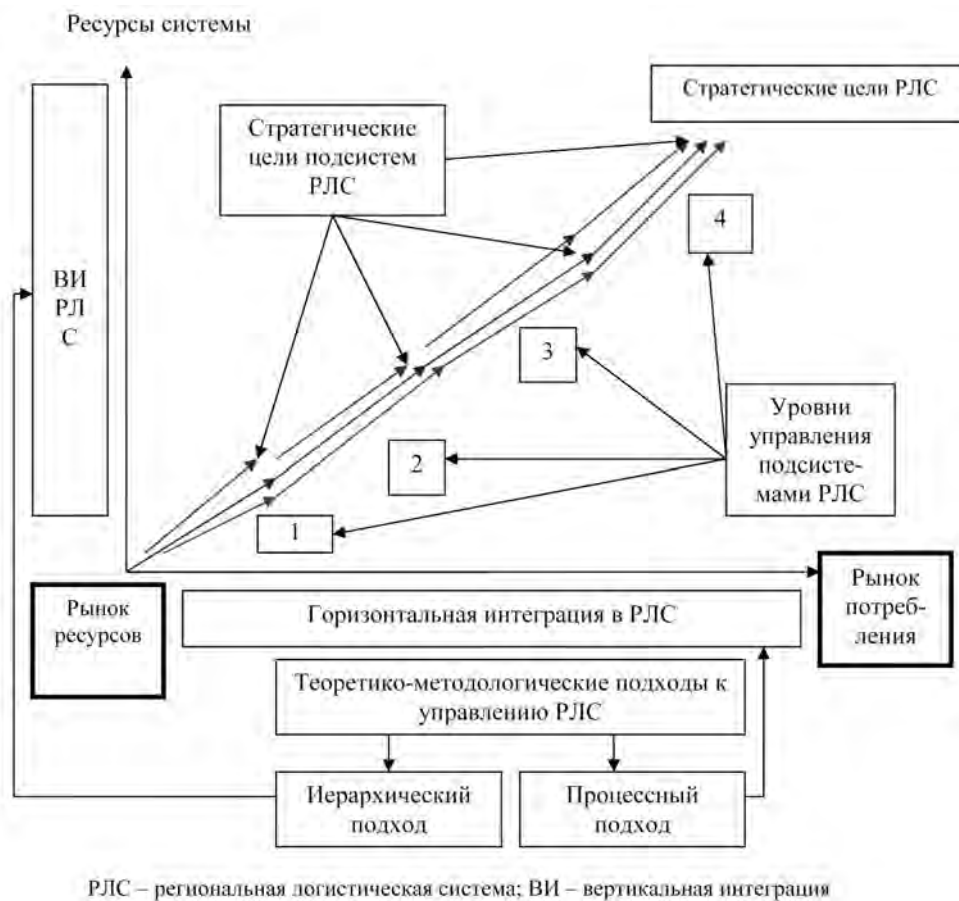 Ресурсы системы
Стратегические цели РЛС
Стратегические
цели подсистем
РЛС
4
ВИ
РЛ
С
3
Уровни
управления
подсисте-
мами РЛС
2
1
Рынок
ресурсов
Горизонтальная интеграция в РЛС
Рынок
потреб-
ления
Теоретико-методологические подходы к
управлению РЛС
Иерархический
подход
Процессный
подход
РЛС – региональная логистическая система; ВИ – вертикальная интеграция